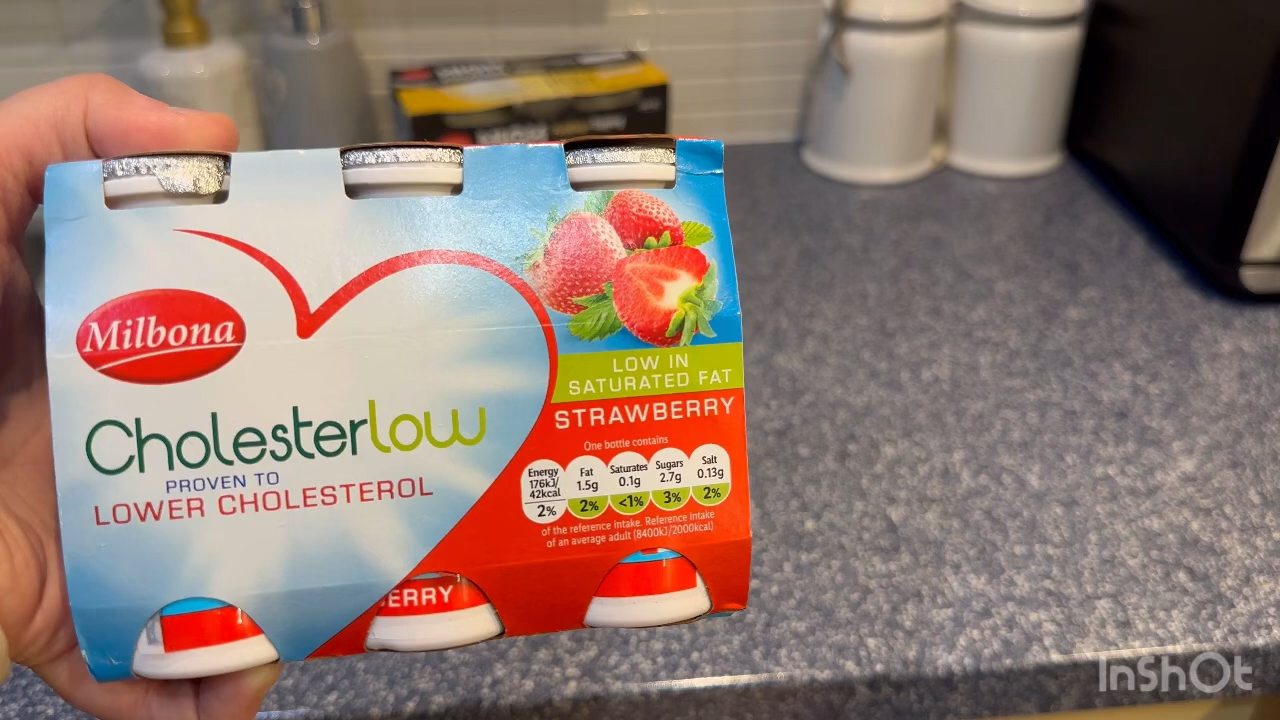 Milbona
Cholesterlow
PROVEN TO
LOWER CHOLESTEROL
LOW IN
SATURATED FAT
STRAWBERRY
One bottle contains
Energy
176kJ/
42kcal
2%
Fat
1.5g
2%
Saturates
0.1g
<1%
Sugars
2.7g
3%
Salt
0.13g
2%
of the reference intake. Reference intake
of an average adult (8400kJ/2000kcal)
ERRY
InShOt